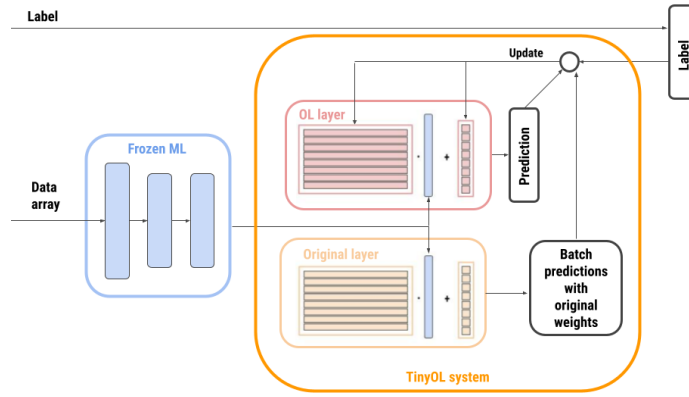 Label
Label
Update
OL layer
Frozen ML
Prediction
Data
array
Original layer
Batch
predictions
with
original
weights
TinyOL system